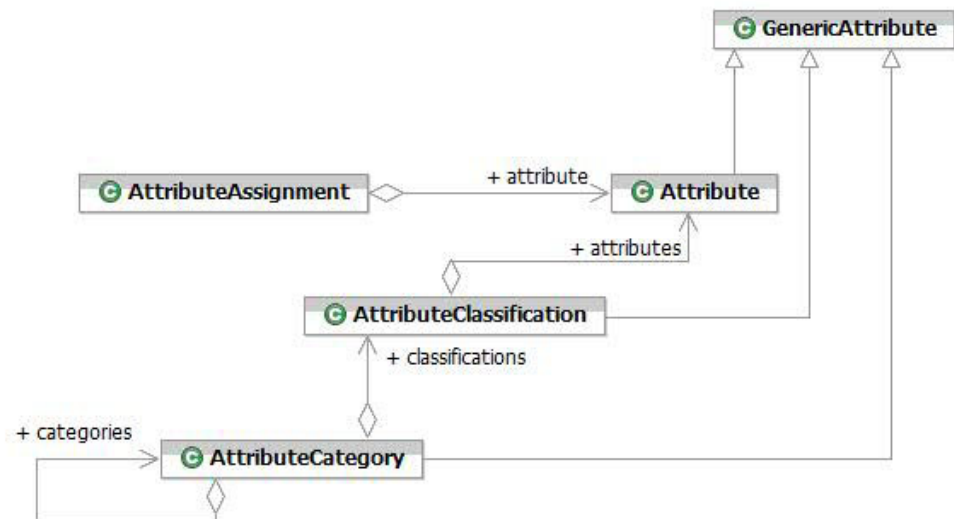 GenericAttribute
+ attribute
AttributeAssignment
Attribute
+ attributes
AttributeClassification
+ classifications
+ categories
AttributeCategory